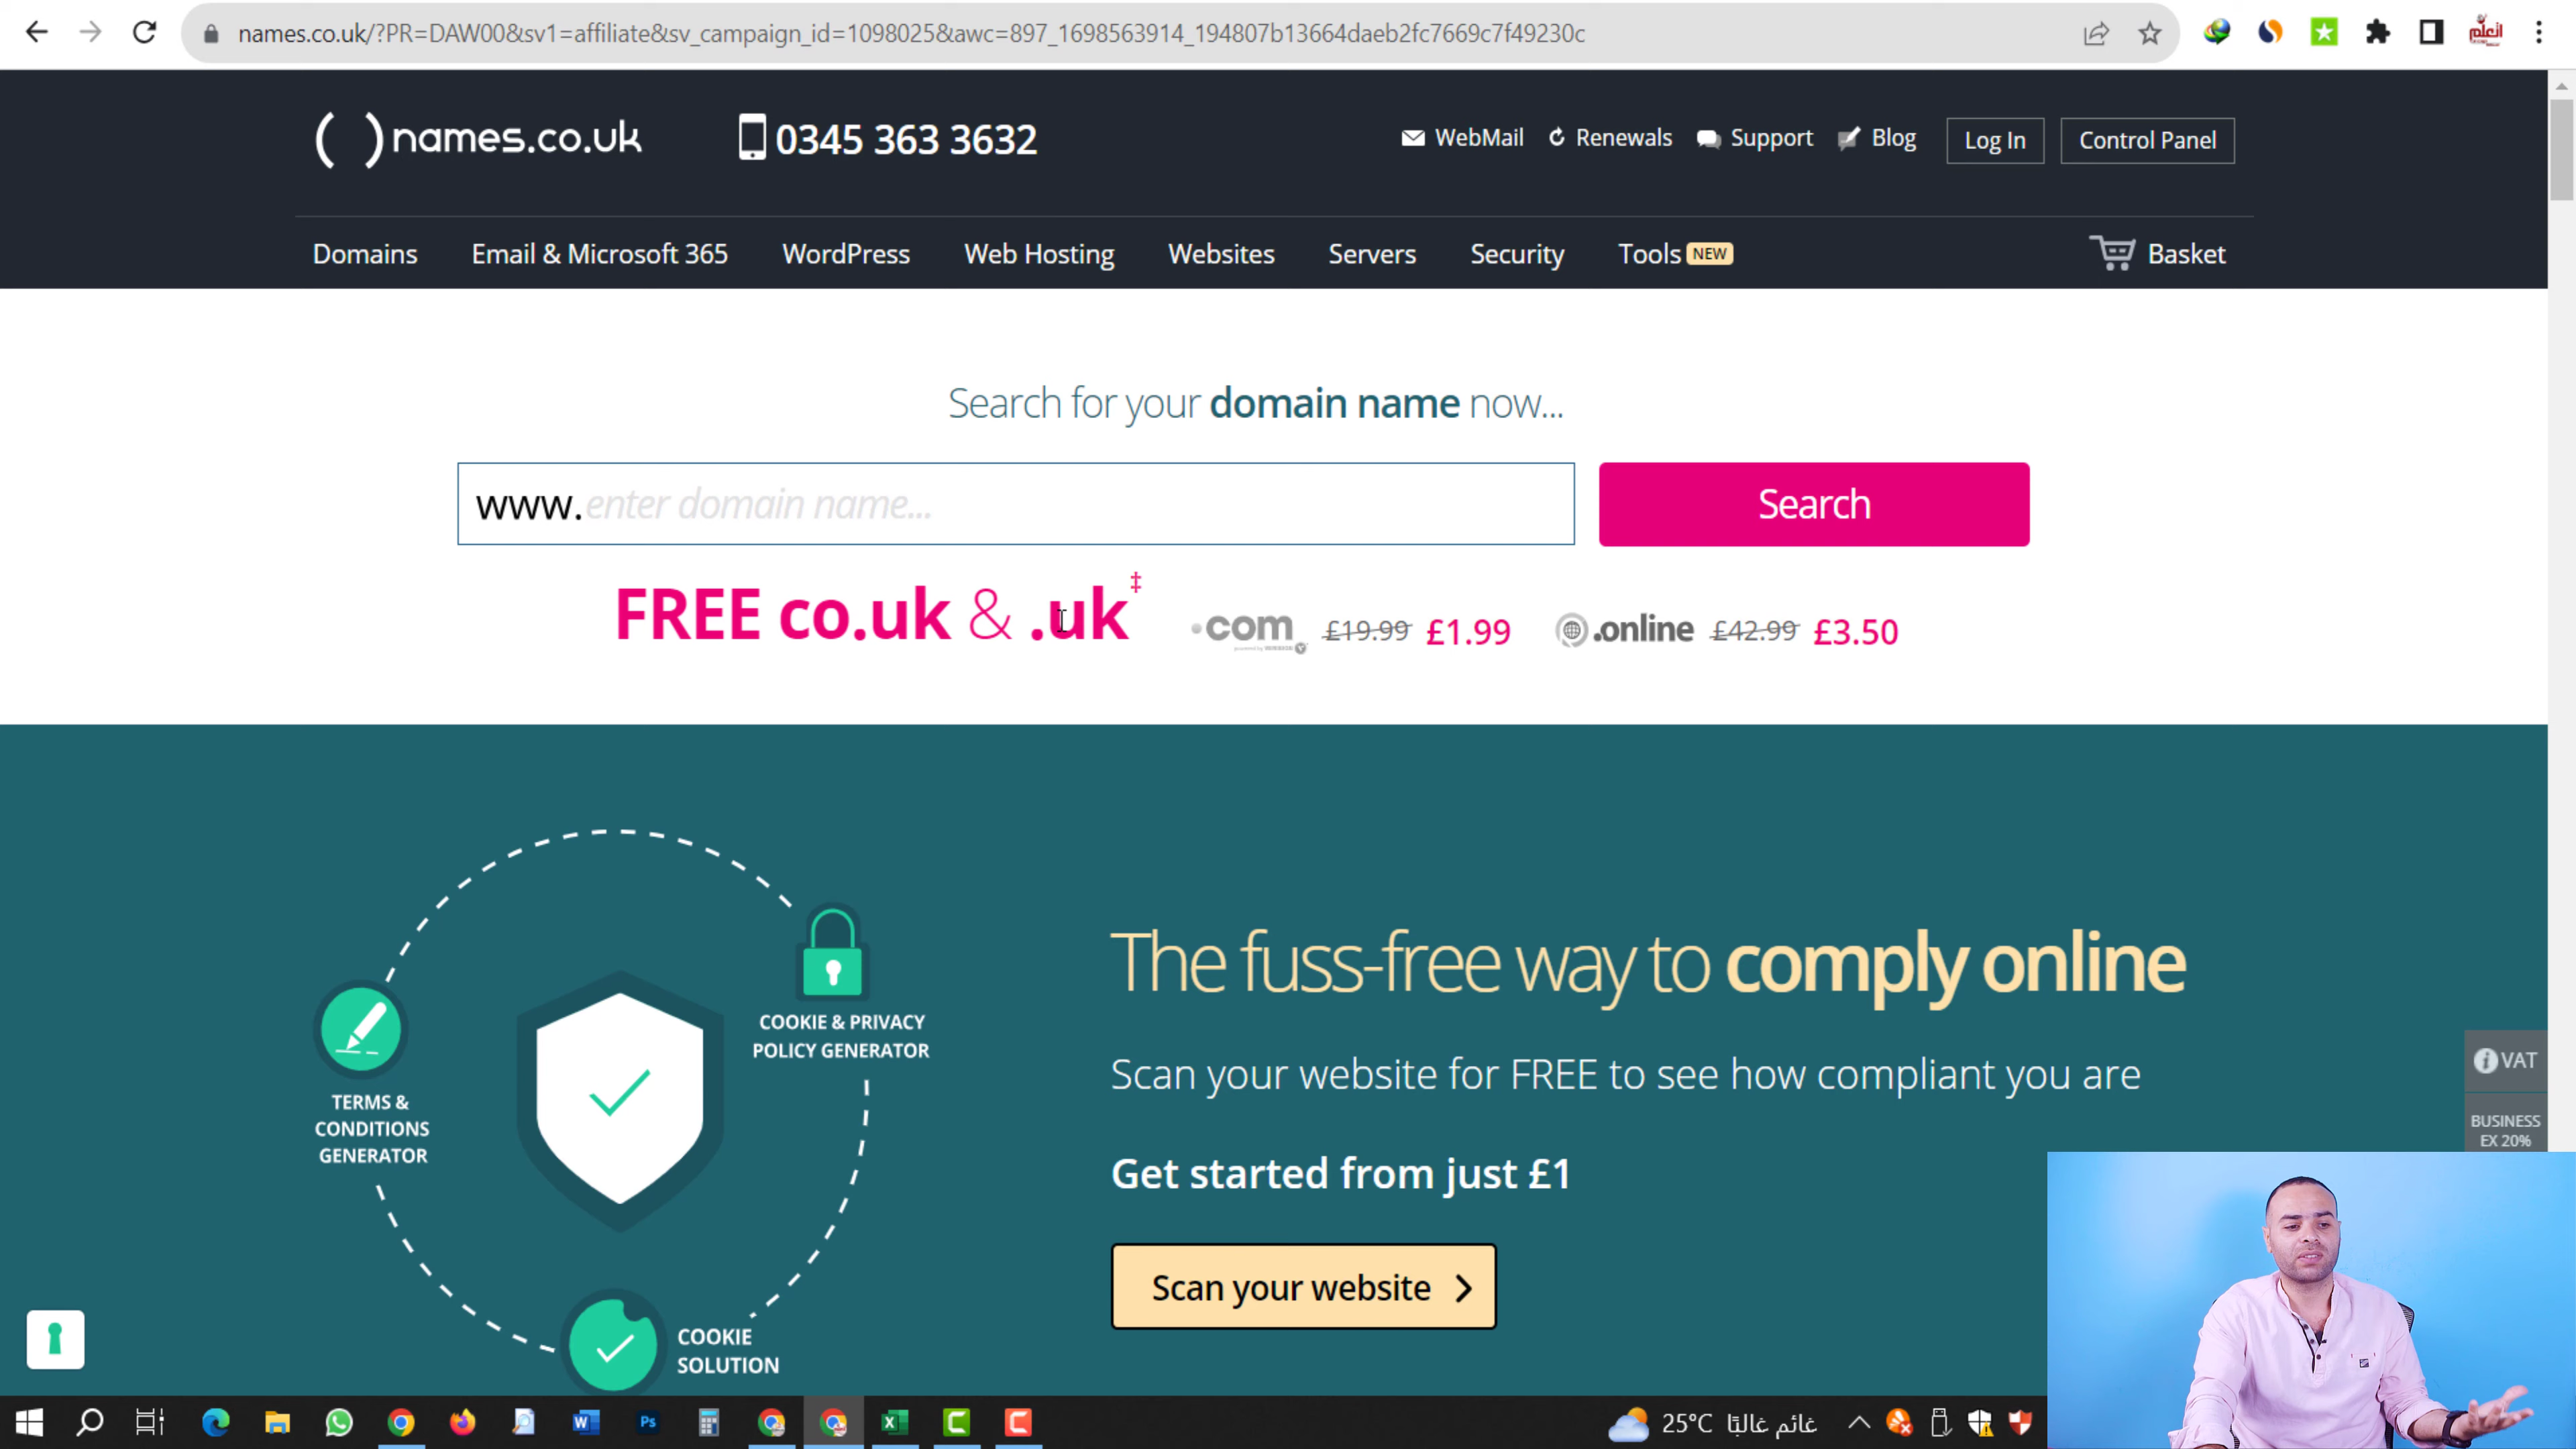 names.co.uk/?PR=DAW00&sv1=affiliate&sv_campaign_id=1098025&awc=897_1698563914_194807b13664daeb2fc7669c7f49230c
( ) names.co.uk 0345 363 3632 WebMail Renewals Support Blog Log In Control Panel
Domains Email & Microsoft 365 WordPress Web Hosting Websites Servers Security Tools NEW Basket
Search for your domain name now...
www. enter domain name... Search
FREE co.uk & .uk‡ .com £19.99 £1.99 .online £42.99 £3.50
The fuss-free way to comply online
Scan your website for FREE to see how compliant you are
Get started from just £1
Scan your website
COOKIE & PRIVACY
POLICY GENERATOR
TERMS &
CONDITIONS
GENERATOR
COOKIE
SOLUTION
VAT
BUSINESS
EX 20%
25°C غائم غالبًا